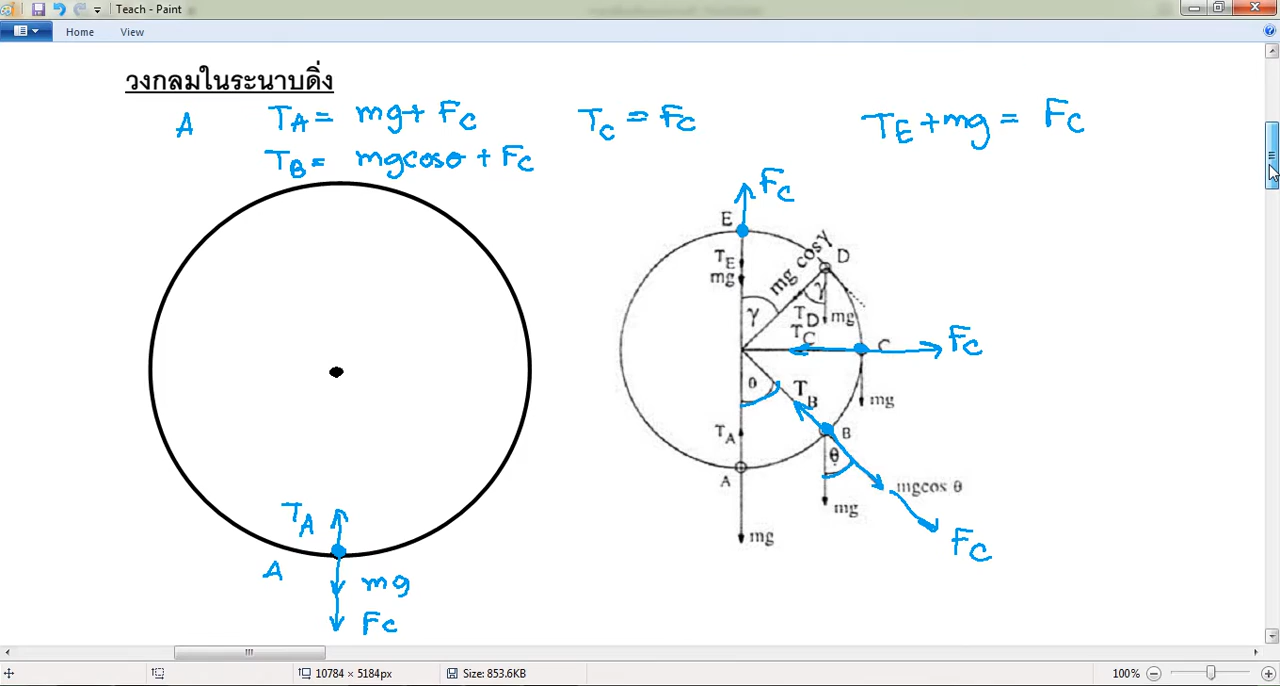 Teach - Paint
Home View
วงกลมในระนาบดิ่ง
A TA = mg + Fc Tc = Fc TE + mg = Fc
TB = mgcosθ + Fc
Fc
E
TE
mg
mg cosγ
D
γ
γ
TD
mg
TC
C
Fc
mg
θ
TB
B
TA
θ
A
mgcos θ
mg
Fc
mg
TA
A
mg
Fc
10784 × 5184px Size: 853.6KB 100%